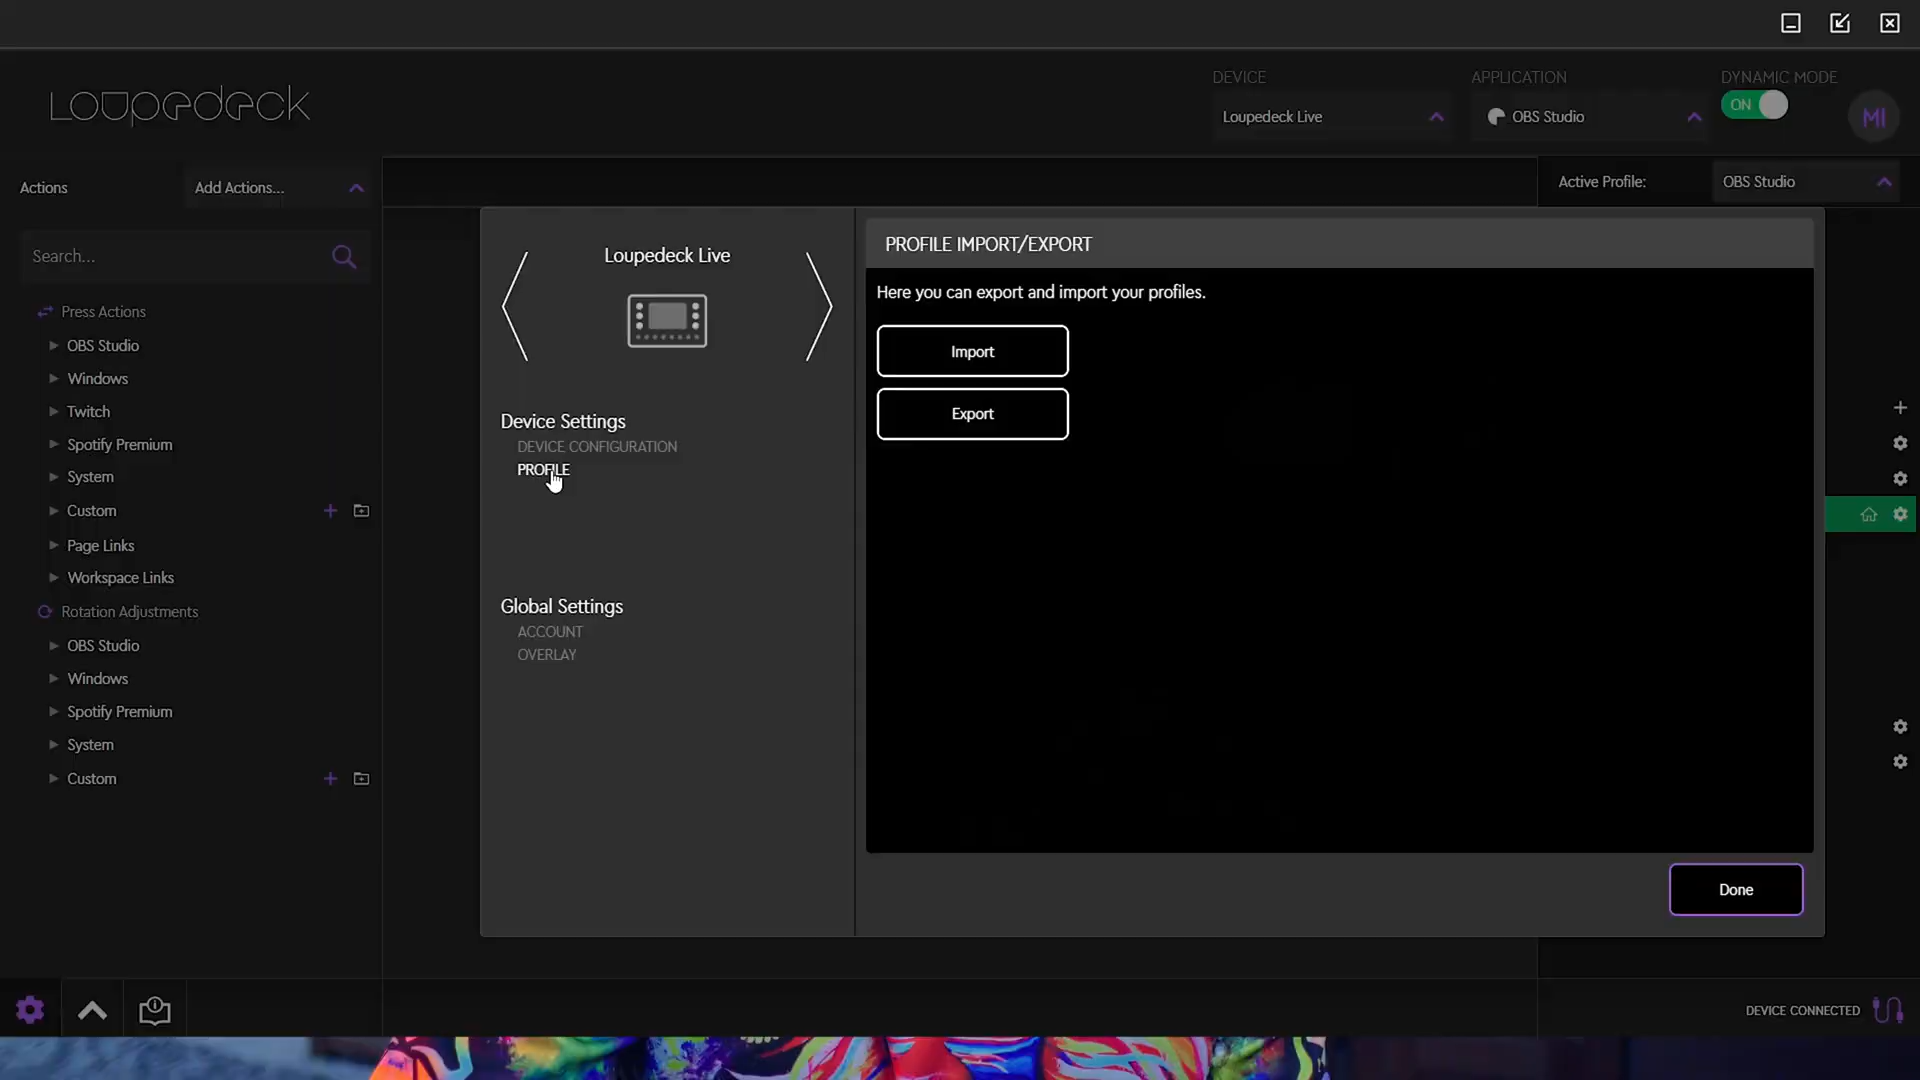 Loupedeck
DEVICE
Loupedeck Live
APPLICATION
OBS Studio
DYNAMIC MODE
ON
MI
Actions
Add Actions...
Active Profile:
OBS Studio
Search...
Press Actions
OBS Studio
Windows
Twitch
Spotify Premium
System
Custom
Page Links
Workspace Links
Rotation Adjustments
OBS Studio
Windows
Spotify Premium
System
Custom
Loupedeck Live
Device Settings
DEVICE CONFIGURATION
PROFILE
Global Settings
ACCOUNT
OVERLAY
PROFILE IMPORT/EXPORT
Here you can export and import your profiles.
Import
Export
Done
DEVICE CONNECTED